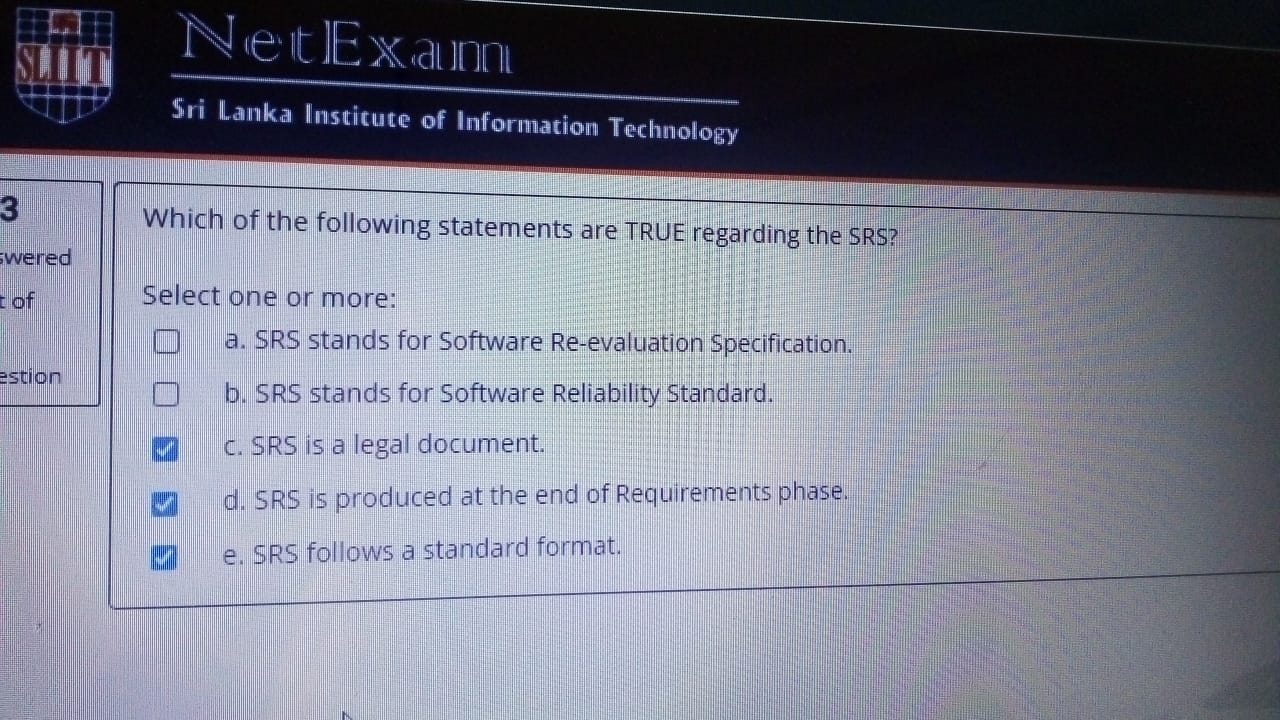 SLIIT
NetExam
Sri Lanka Institute of Information Technology
3
swered
t of
estion
Which of the following statements are TRUE regarding the SRS?
Select one or more:
a. SRS stands for Software Re-evaluation Specification.
b. SRS stands for Software Reliability Standard.
c. SRS is a legal document.
d. SRS is produced at the end of Requirements phase.
e. SRS follows a standard format.